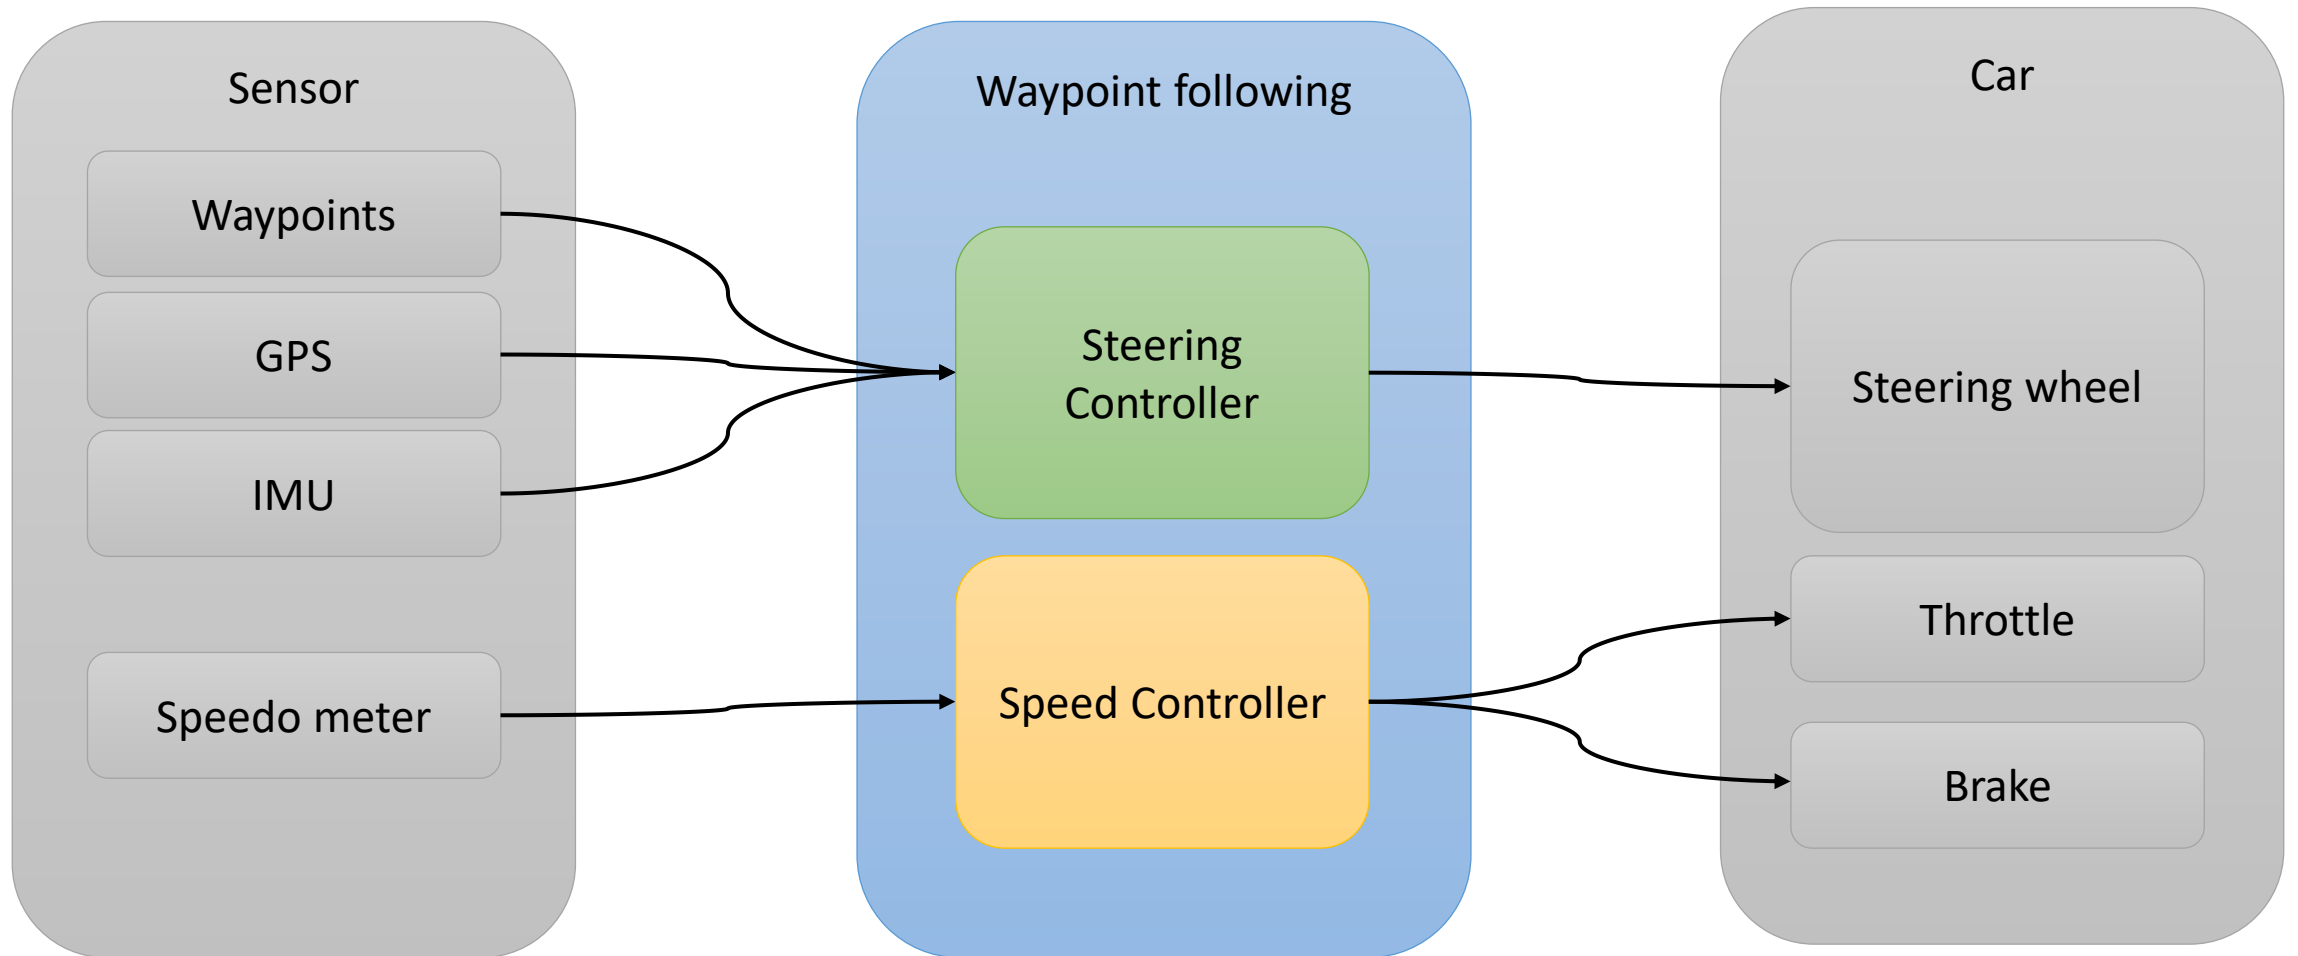 Sensor
Waypoints
GPS
IMU
Speedo meter
Waypoint following
Steering
Controller
Speed Controller
Car
Steering wheel
Throttle
Brake